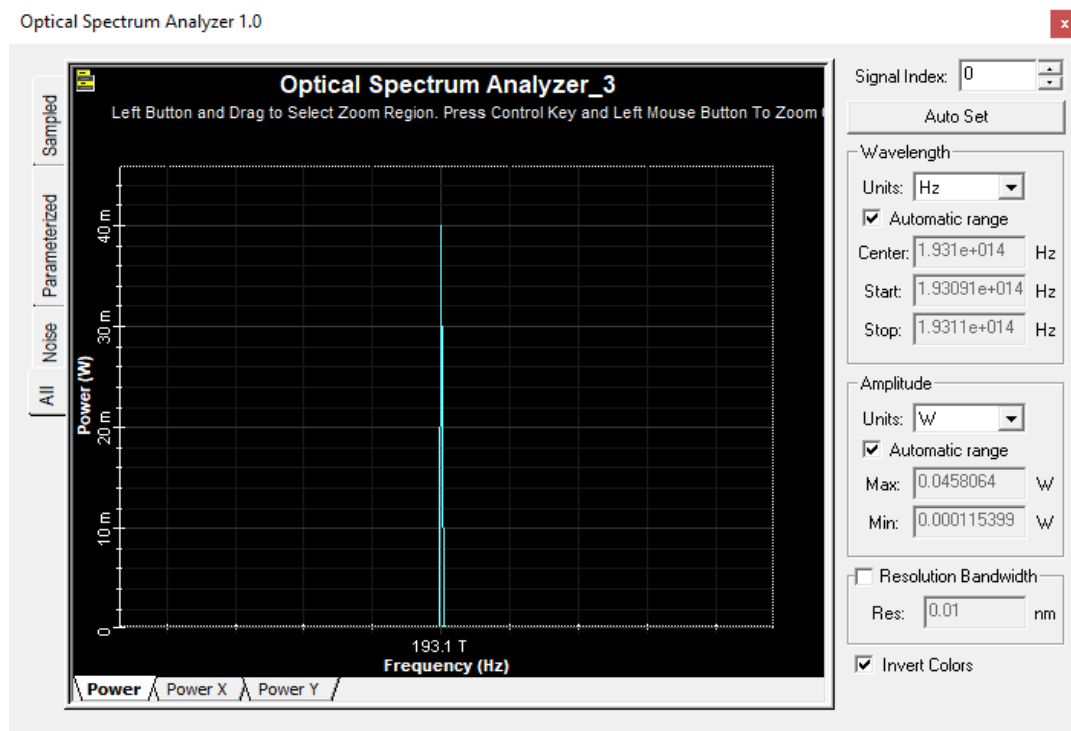 Optical Spectrum Analyzer 1.0
x
Sampled
Parameterized
Noise
All
Optical Spectrum Analyzer_3
Left Button and Drag to Select Zoom Region. Press Control Key and Left Mouse Button To Zoom
Power (W)
40 m
30 m
20 m
10 m
0
193.1 T
Frequency (Hz)
Power
Power X
Power Y
Signal Index: 0
Auto Set
Wavelength
Units: Hz
Automatic range
Center: 1.931e+014 Hz
Start: 1.93091e+014 Hz
Stop: 1.9311e+014 Hz
Amplitude
Units: W
Automatic range
Max: 0.0458064 W
Min: 0.000115399 W
Resolution Bandwidth
Res: 0.01 nm
Invert Colors